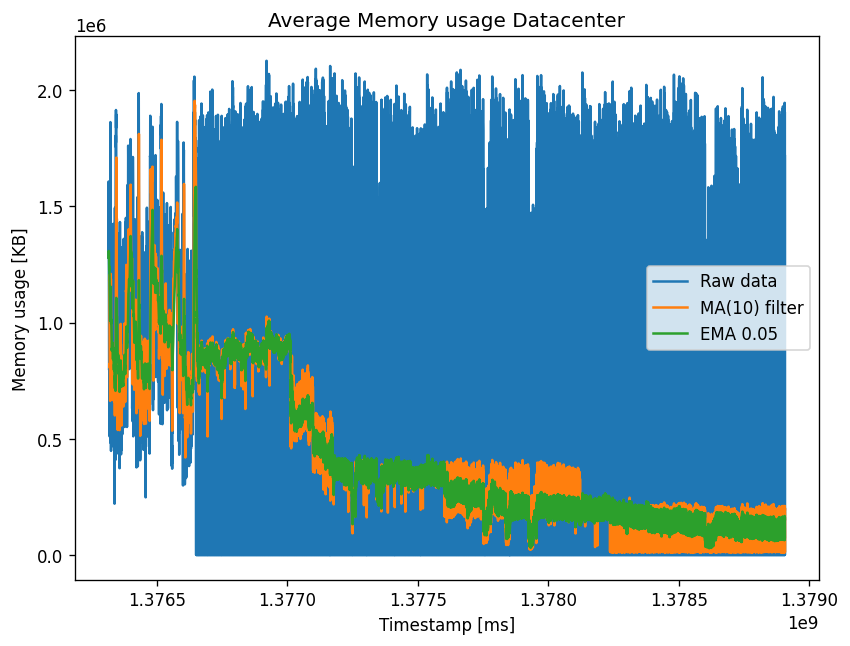 Average Memory usage Datacenter
1e6
2.0
1.5
1.0
0.5
0.0
Memory usage [KB]
Raw data
MA(10) filter
EMA 0.05
1.3765 1.3770 1.3775 1.3780 1.3785 1.3790
1e9
Timestamp [ms]